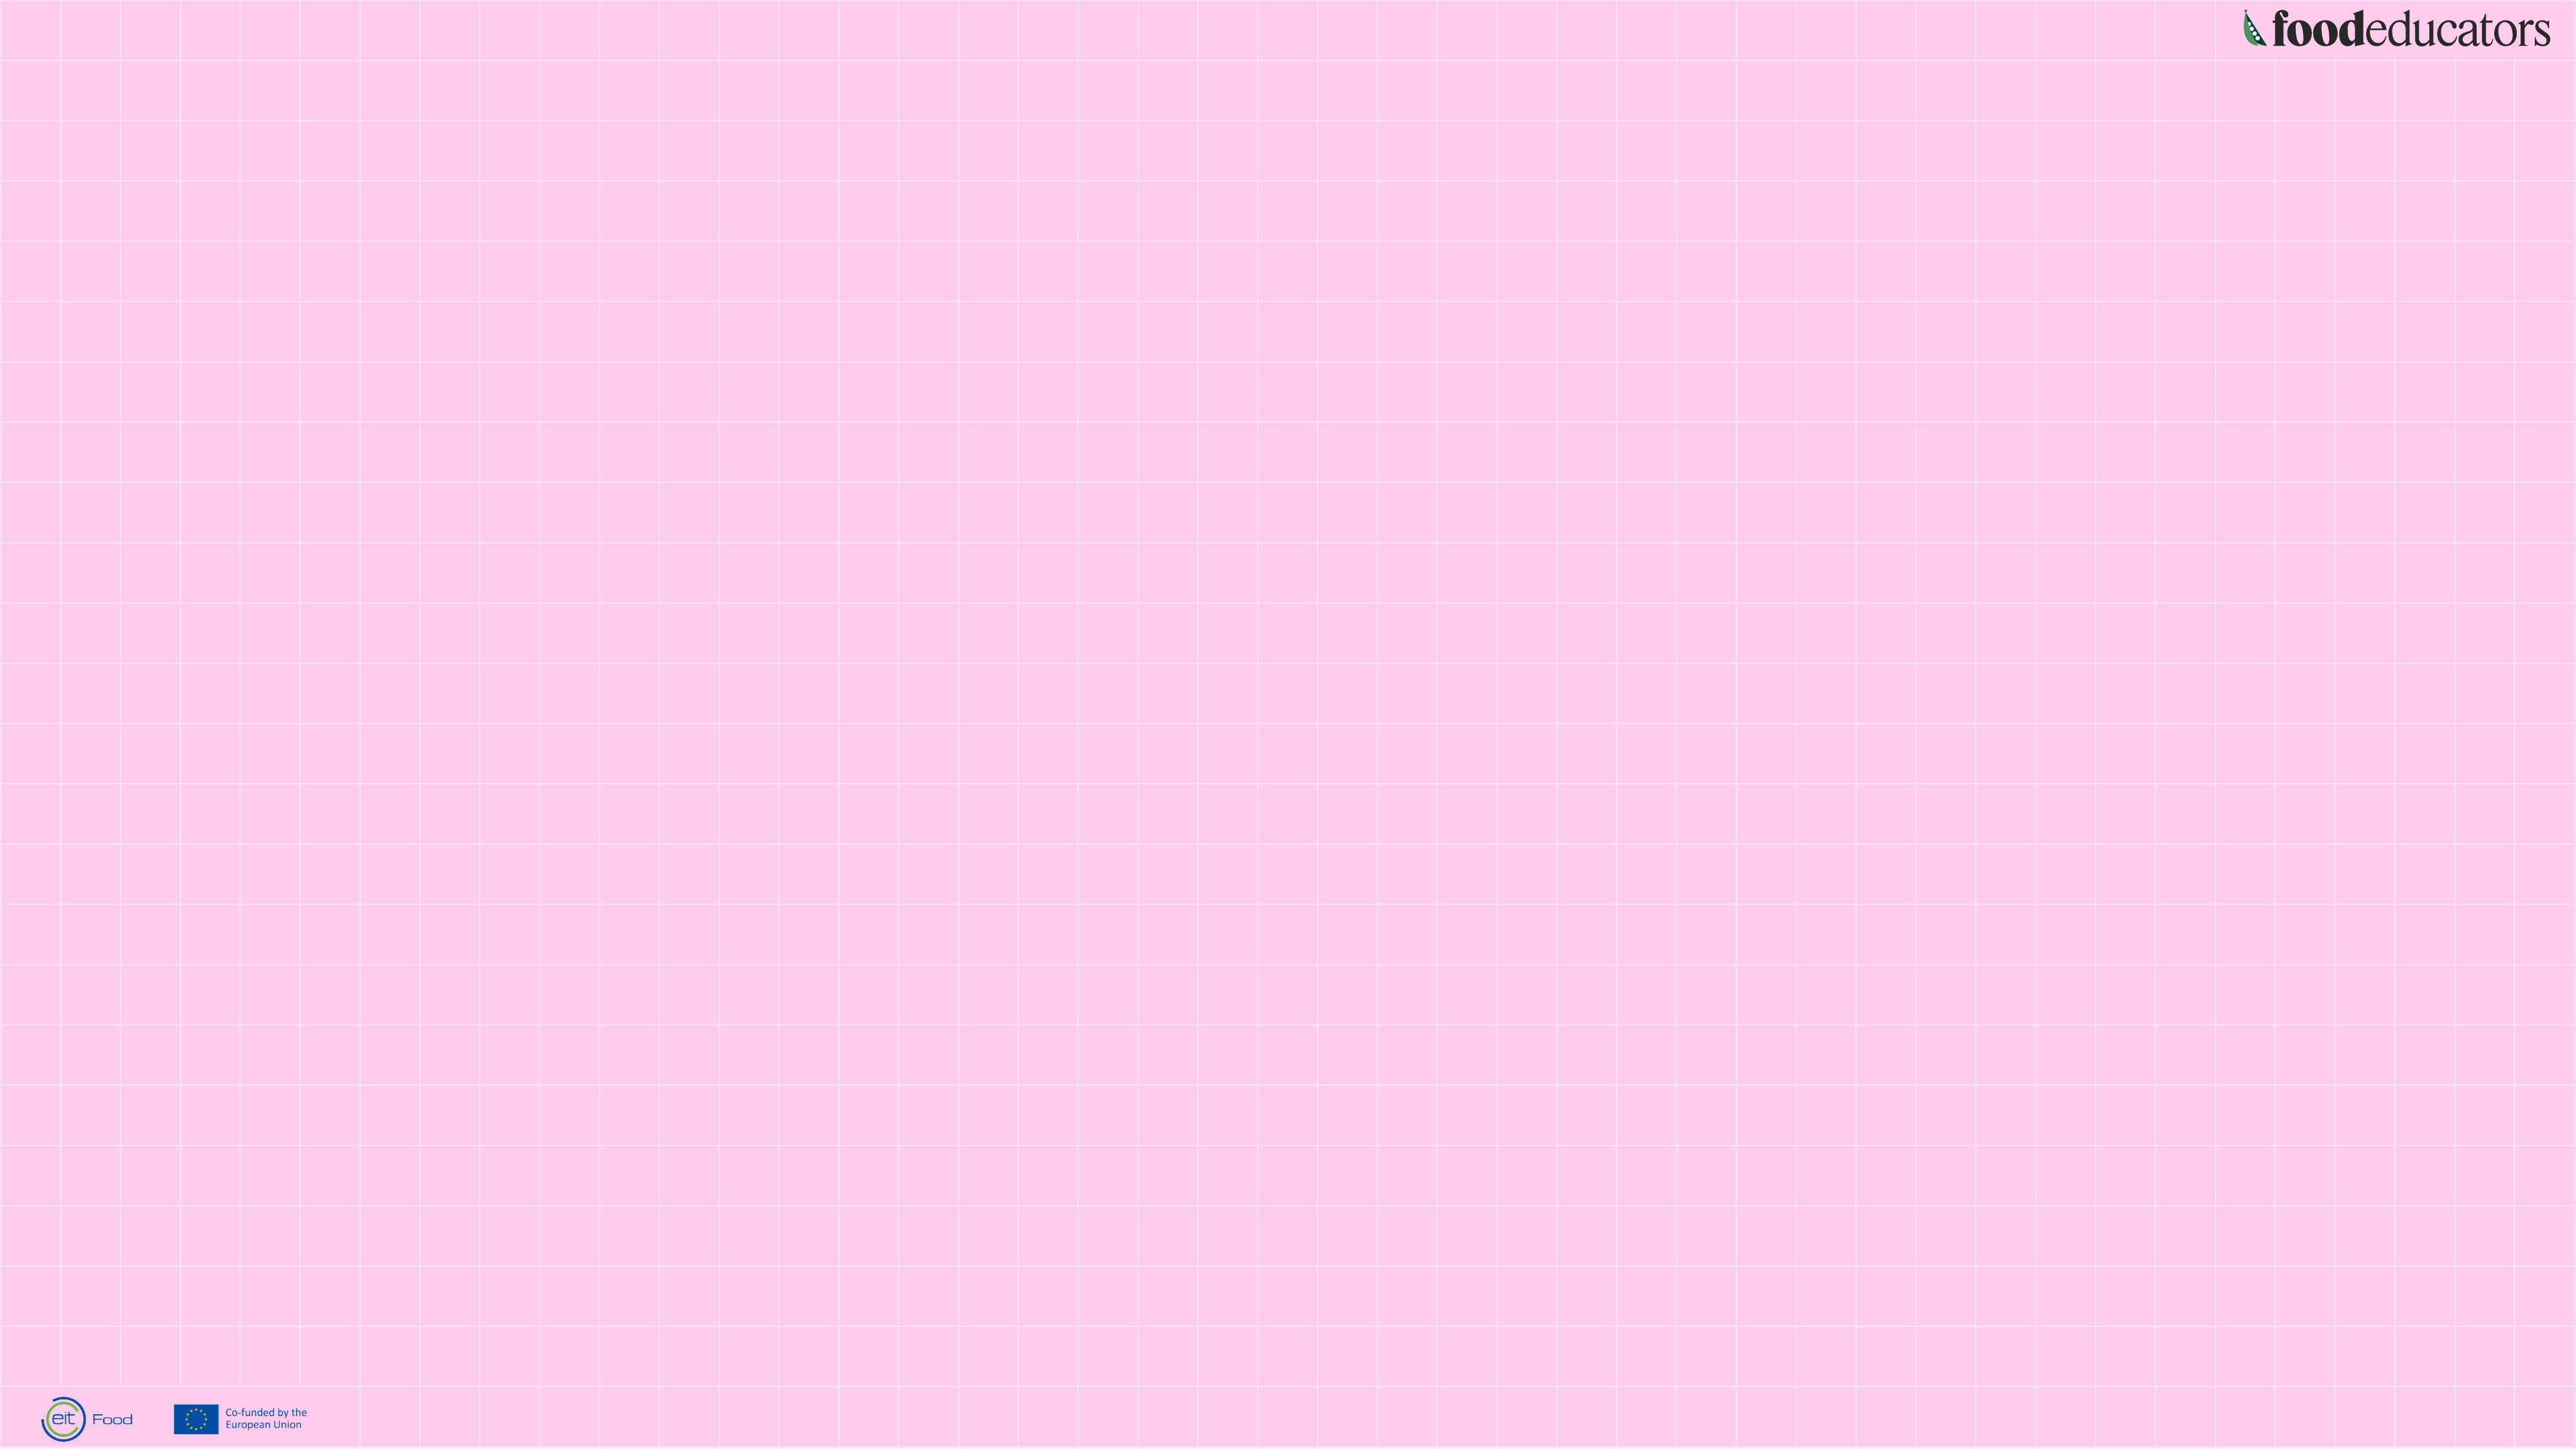 foodeducators
eit Food
Co-funded by the
European Union